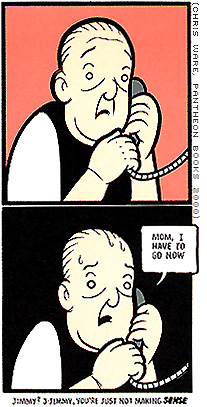 (CHRIS WARE, PANTHEON BOOKS 2000)
MOM, I
HAVE TO
GO NOW
JIMMY? J-JIMMY, YOU'RE JUST NOT MAKING SENSE